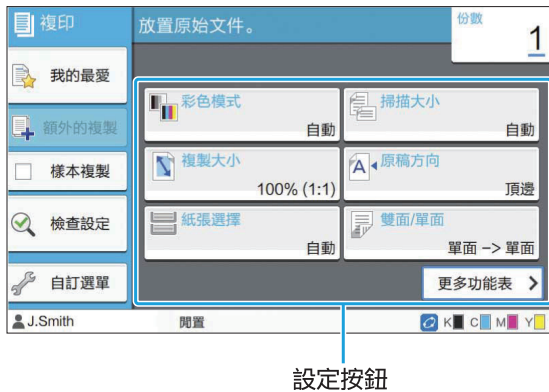 複印
放置原始文件。
份數
1
我的最愛
額外的複製
樣本複製
檢查設定
自訂選單
彩色模式
自動
掃描大小
自動
複製大小
100% (1:1)
原稿方向
頂邊
紙張選擇
自動
雙面/單面
單面 -> 單面
更多功能表
J.Smith
閒置
K C M Y
設定按鈕